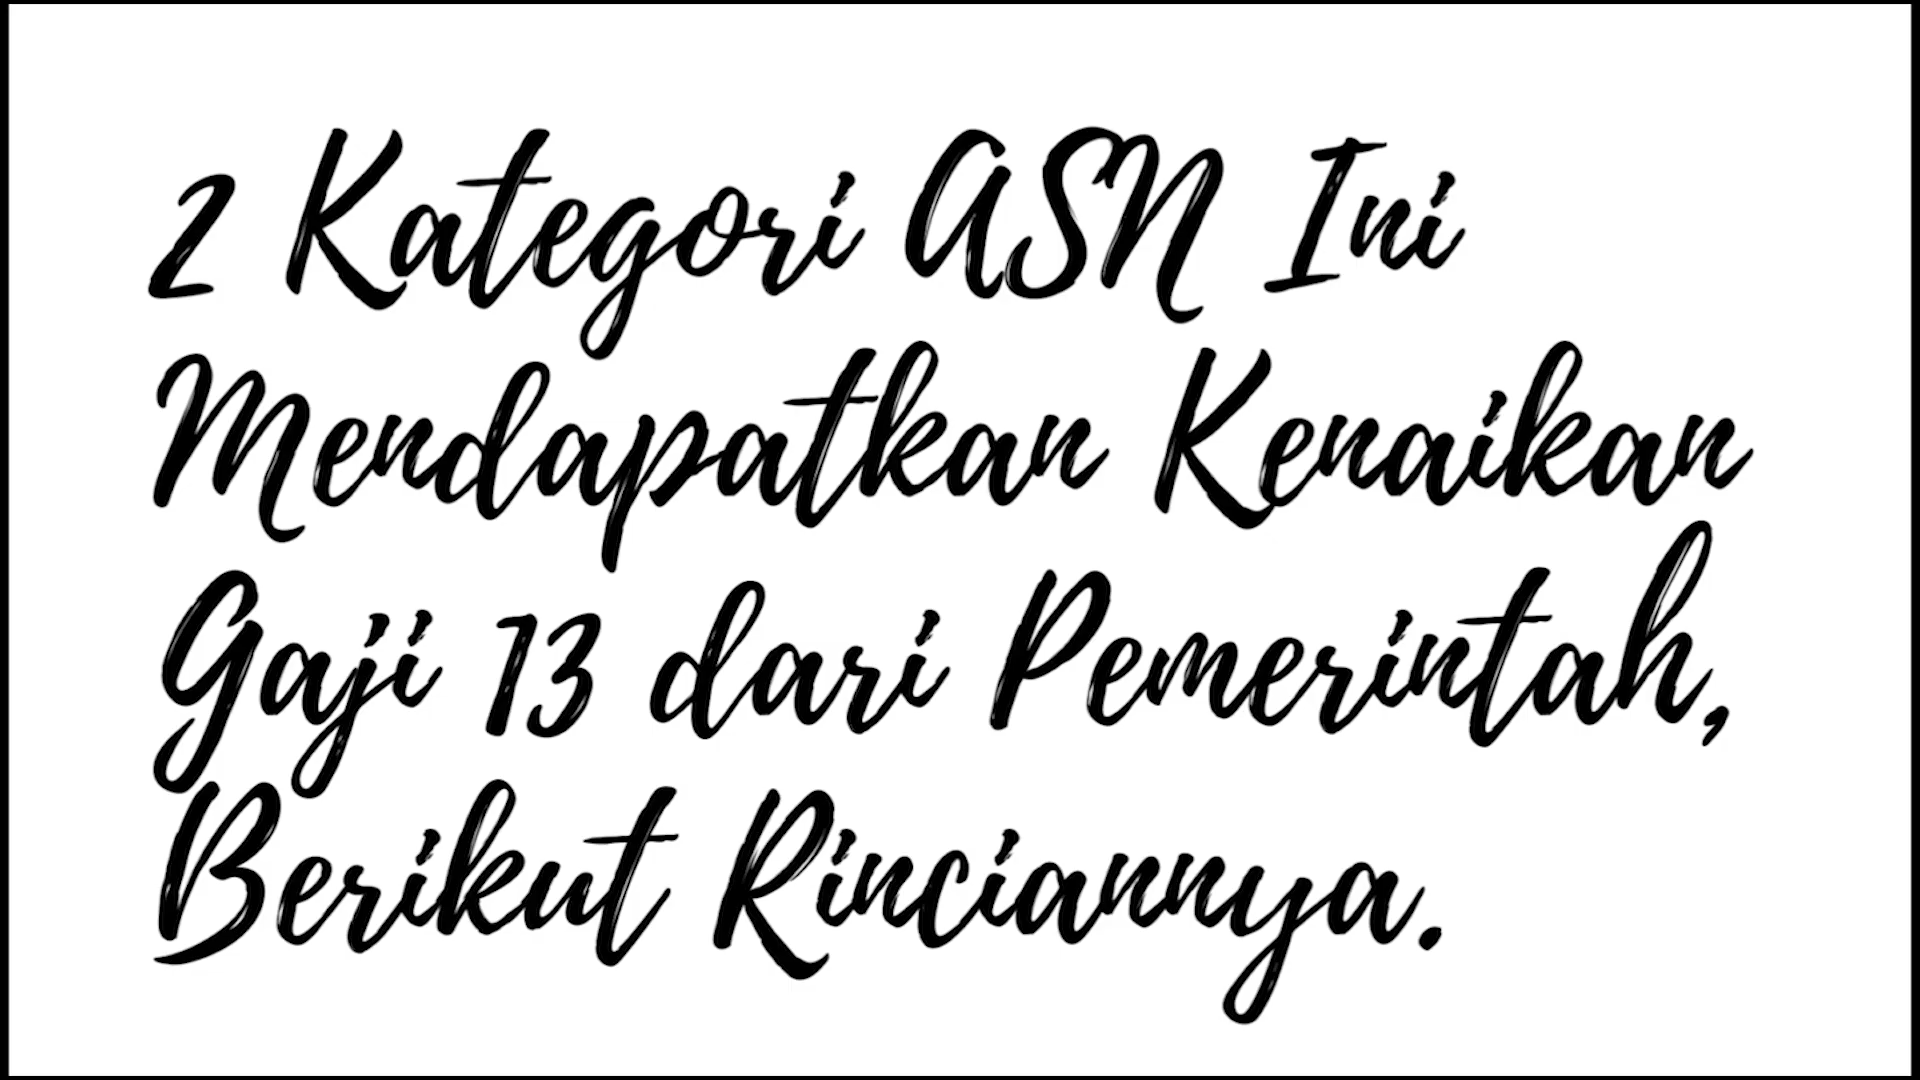 2 Kategori ASN Ini
Mendapatkan Kenaikan
Gaji 13 dari Pemerintah,
Berikut Rinciannya.